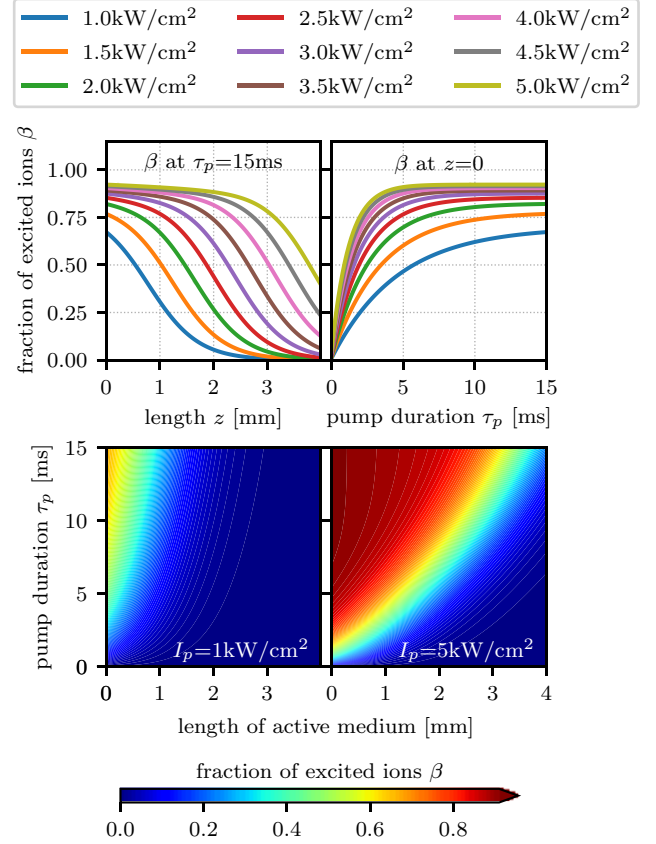 1.0kW/cm² 2.5kW/cm² 4.0kW/cm²
1.5kW/cm² 3.0kW/cm² 4.5kW/cm²
2.0kW/cm² 3.5kW/cm² 5.0kW/cm²
fraction of excited ions β
β at τₚ=15ms
β at z=0
1.00
0.75
0.50
0.25
0.00
0 1 2 3
0 5 10 15
length z [mm]
pump duration τₚ [ms]
pump duration τₚ [ms]
15
10
5
0
Iₚ=1kW/cm²
Iₚ=5kW/cm²
0 1 2 3
0 1 2 3 4
length of active medium [mm]
fraction of excited ions β
0.0 0.2 0.4 0.6 0.8